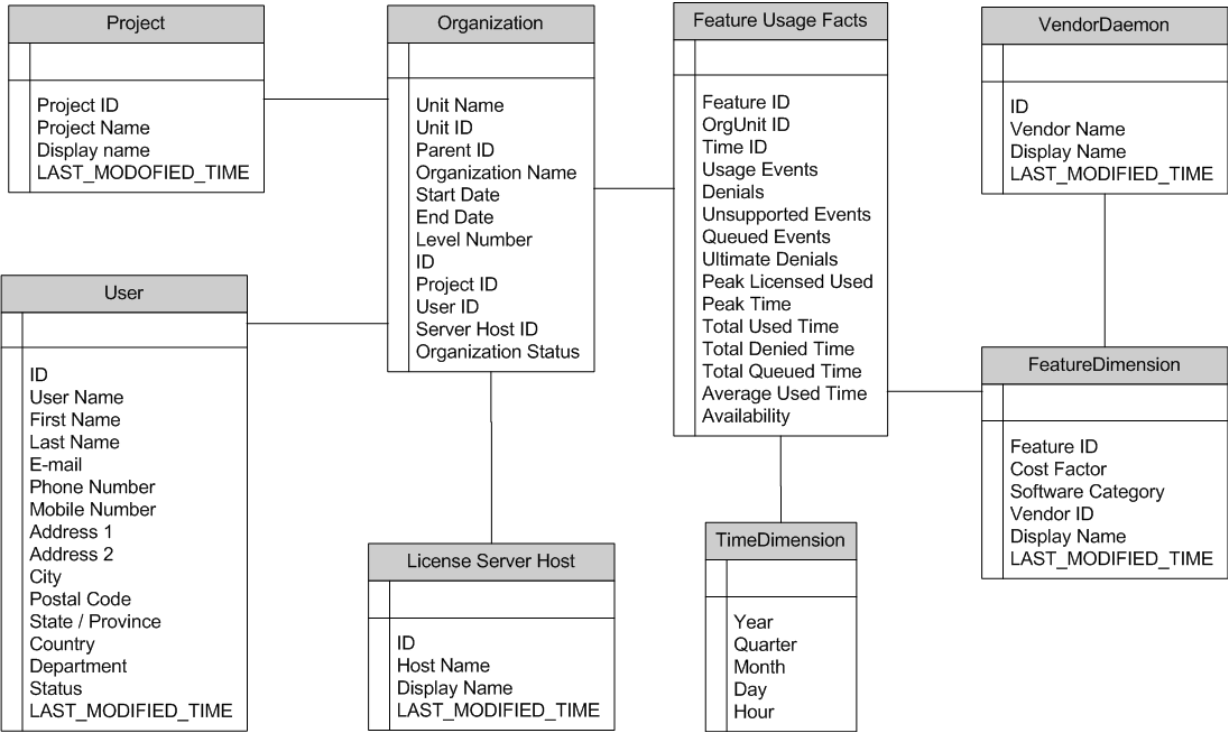 Project
Project ID
Project Name
Display name
LAST_MODOFIED_TIME
Organization
Unit Name
Unit ID
Parent ID
Organization Name
Start Date
End Date
Level Number
ID
Project ID
User ID
Server Host ID
Organization Status
Feature Usage Facts
Feature ID
OrgUnit ID
Time ID
Usage Events
Denials
Unsupported Events
Queued Events
Ultimate Denials
Peak Licensed Used
Peak Time
Total Used Time
Total Denied Time
Total Queued Time
Average Used Time
Availability
VendorDaemon
ID
Vendor Name
Display Name
LAST_MODIFIED_TIME
User
ID
User Name
First Name
Last Name
E-mail
Phone Number
Mobile Number
Address 1
Address 2
City
Postal Code
State / Province
Country
Department
Status
LAST_MODIFIED_TIME
License Server Host
ID
Host Name
Display Name
LAST_MODIFIED_TIME
TimeDimension
Year
Quarter
Month
Day
Hour
FeatureDimension
Feature ID
Cost Factor
Software Category
Vendor ID
Display Name
LAST_MODIFIED_TIME